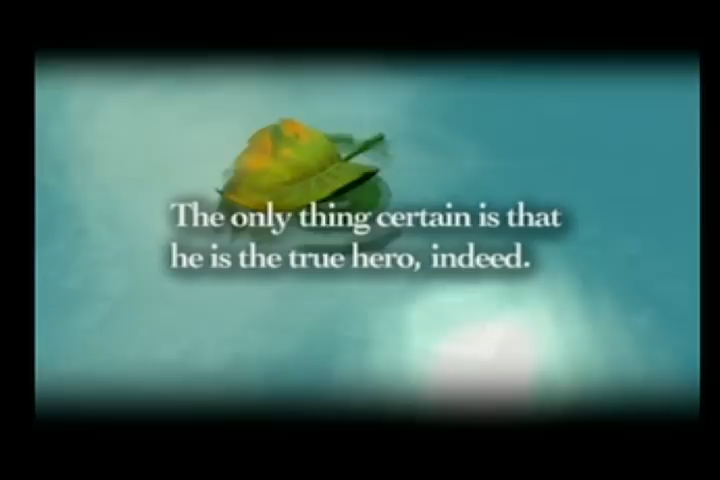 The only thing certain is that
he is the true hero, indeed.